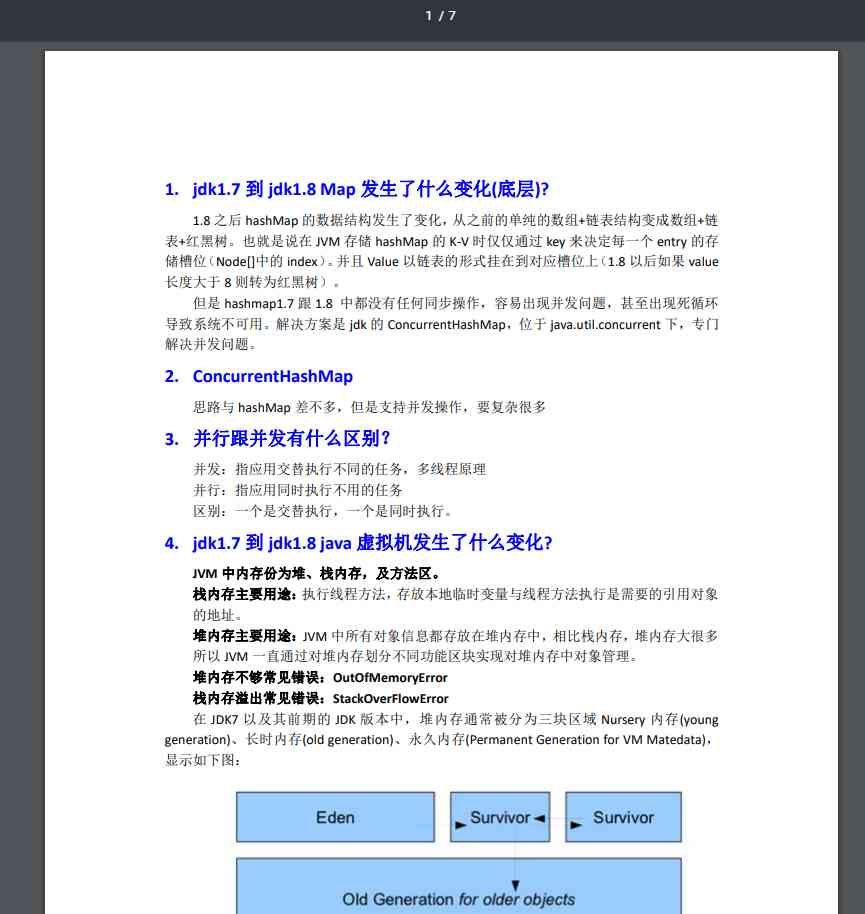 1 / 7
1. jdk1.7 到 jdk1.8 Map 发生了什么变化(底层)?
1.8 之后 hashMap 的数据结构发生了变化，从之前的单纯的数组+链表结构变成数组+链
表+红黑树。也就是说在 JVM 存储 hashMap 的 K-V 时仅仅通过 key 来决定每一个 entry 的存
储槽位（Node[]中的 index）。并且 Value 以链表的形式挂在到对应槽位上（1.8 以后如果 value
长度大于 8 则转为红黑树）。
但是 hashmap1.7 跟 1.8 中都没有任何同步操作，容易出现并发问题，甚至出现死循环
导致系统不可用。解决方案是 jdk 的 ConcurrentHashMap，位于 java.util.concurrent 下，专门
解决并发问题。
2. ConcurrentHashMap
思路与 hashMap 差不多，但是支持并发操作，要复杂很多
3. 并行跟并发有什么区别？
并发：指应用交替执行不同的任务，多线程原理
并行：指应用同时执行不用的任务
区别：一个是交替执行，一个是同时执行。
4. jdk1.7 到 jdk1.8 java 虚拟机发生了什么变化?
JVM 中内存份为堆、栈内存，及方法区。
栈内存主要用途：执行线程方法，存放本地临时变量与线程方法执行是需要的引用对象
的地址。
堆内存主要用途：JVM 中所有对象信息都存放在堆内存中，相比栈内存，堆内存大很多
所以 JVM 一直通过对堆内存划分不同功能区块实现对堆内存中对象管理。
堆内存不够常见错误：OutOfMemoryError
栈内存溢出常见错误：StackOverFlowError
在 JDK7 以及其前期的 JDK 版本中，堆内存通常被分为三块区域 Nursery 内存(young
generation)、长时内存(old generation)、永久内存(Permanent Generation for VM Matedata)，
显示如下图：
Eden
Survivor
Survivor
Old Generation for older objects